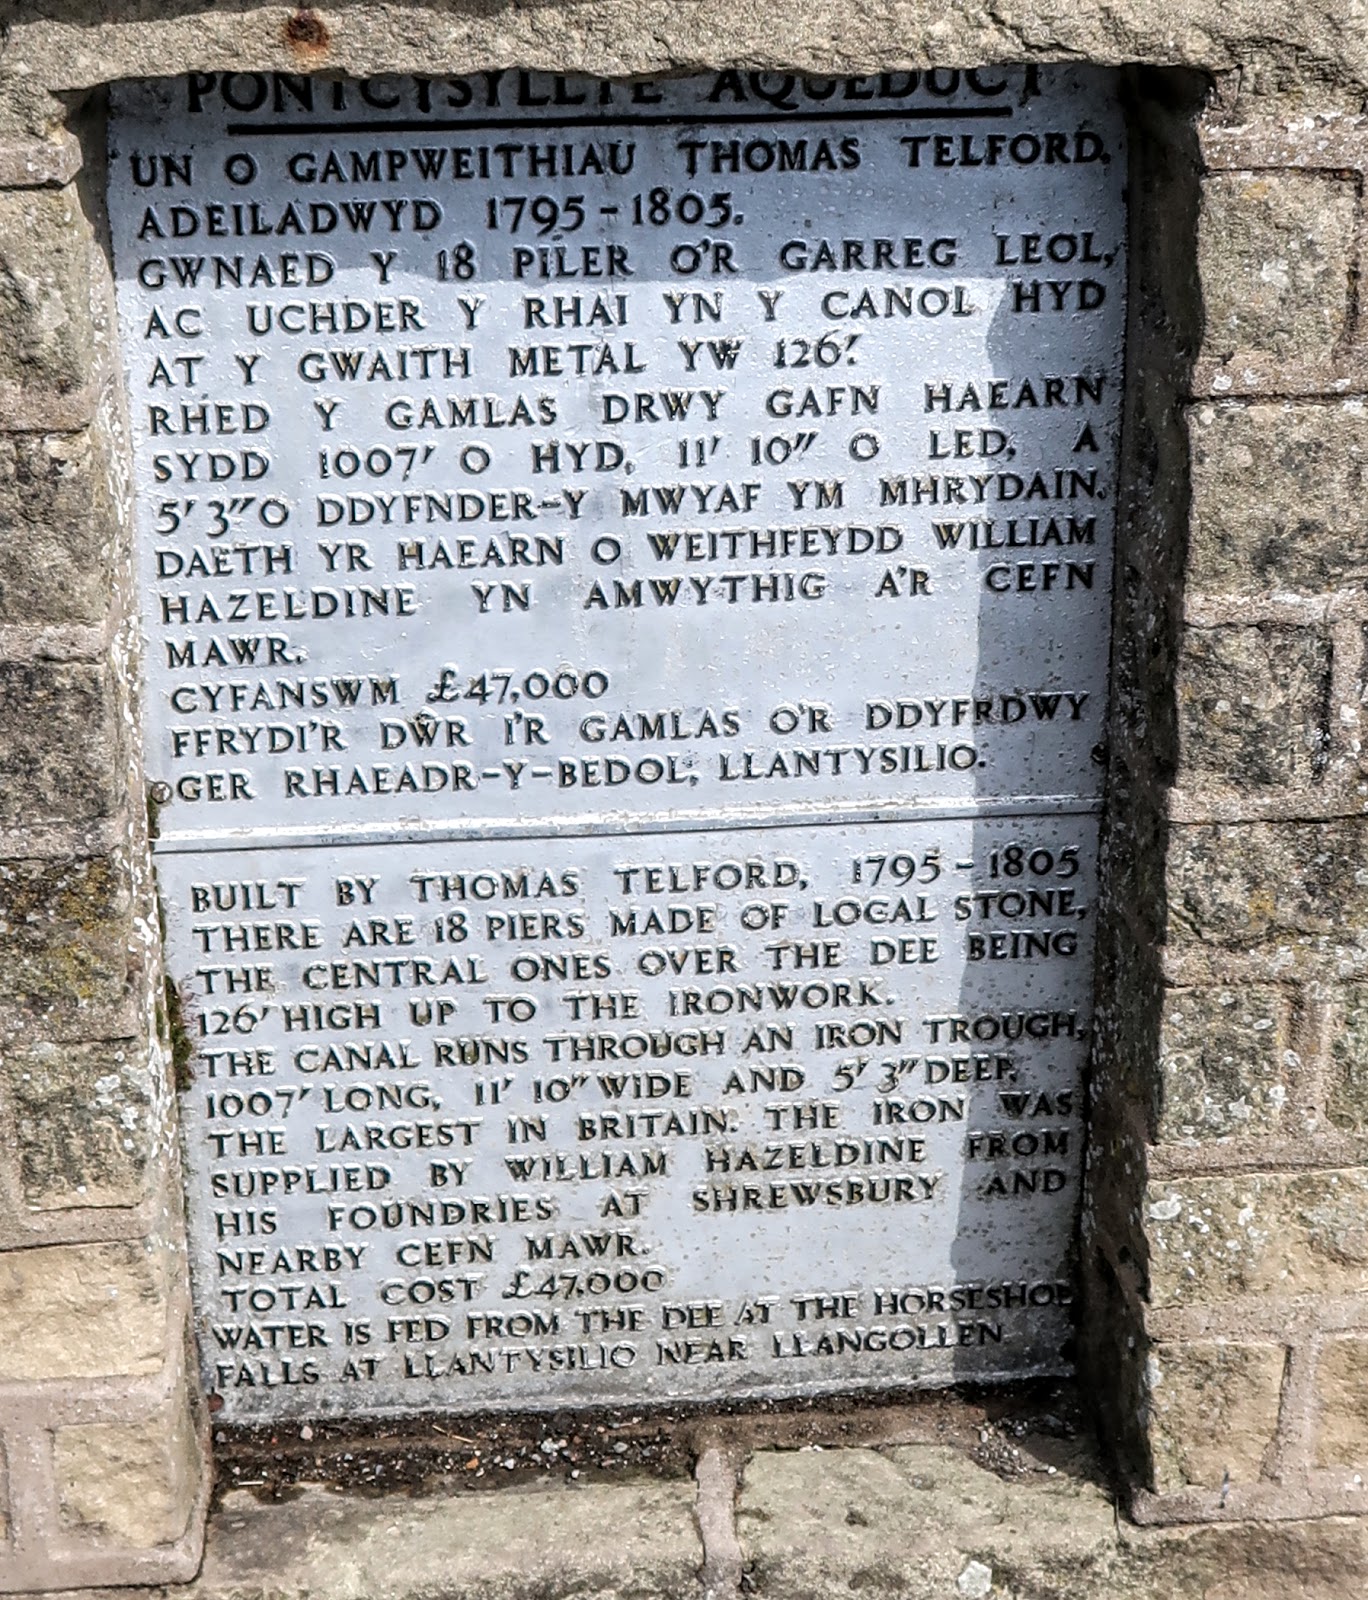 PONTCYSYLLTE AQUEDUCT
UN O GAMPWEITHIAU THOMAS TELFORD,
ADEILADWYD 1795-1805.
GWNAED Y 18 PILER O'R GARREG LEOL,
AC UCHDER Y RHAI YN Y CANOL HYD
AT Y GWAITH METAL YW 126'.
RHED Y GAMLAS DRWY GAFN HAEARN
SYDD 1007' O HYD, 11' 10" O LED, A
5' 3" O DDYFNDER-Y MWYAF YM MHRYDAIN.
DAETH YR HAEARN O WEITHFEYDD WILLIAM
HAZELDINE YN AMWYTHIG A'R CEFN
MAWR.
CYFANSWM £47,000
FFRYDI'R DŴR I'R GAMLAS O'R DDYFRDWY
GER RHAEADR-Y-BEDOL, LLANTYSILIO.
BUILT BY THOMAS TELFORD, 1795-1805
THERE ARE 18 PIERS MADE OF LOCAL STONE,
THE CENTRAL ONES OVER THE DEE BEING
126' HIGH UP TO THE IRONWORK.
THE CANAL RUNS THROUGH AN IRON TROUGH,
1007' LONG, 11' 10" WIDE AND 5' 3" DEEP,
THE LARGEST IN BRITAIN. THE IRON WAS
SUPPLIED BY WILLIAM HAZELDINE FROM
HIS FOUNDRIES AT SHREWSBURY AND
NEARBY CEFN MAWR.
TOTAL COST £47,000
WATER IS FED FROM THE DEE AT THE HORSESHOE
FALLS AT LLANTYSILIO NEAR LLANGOLLEN